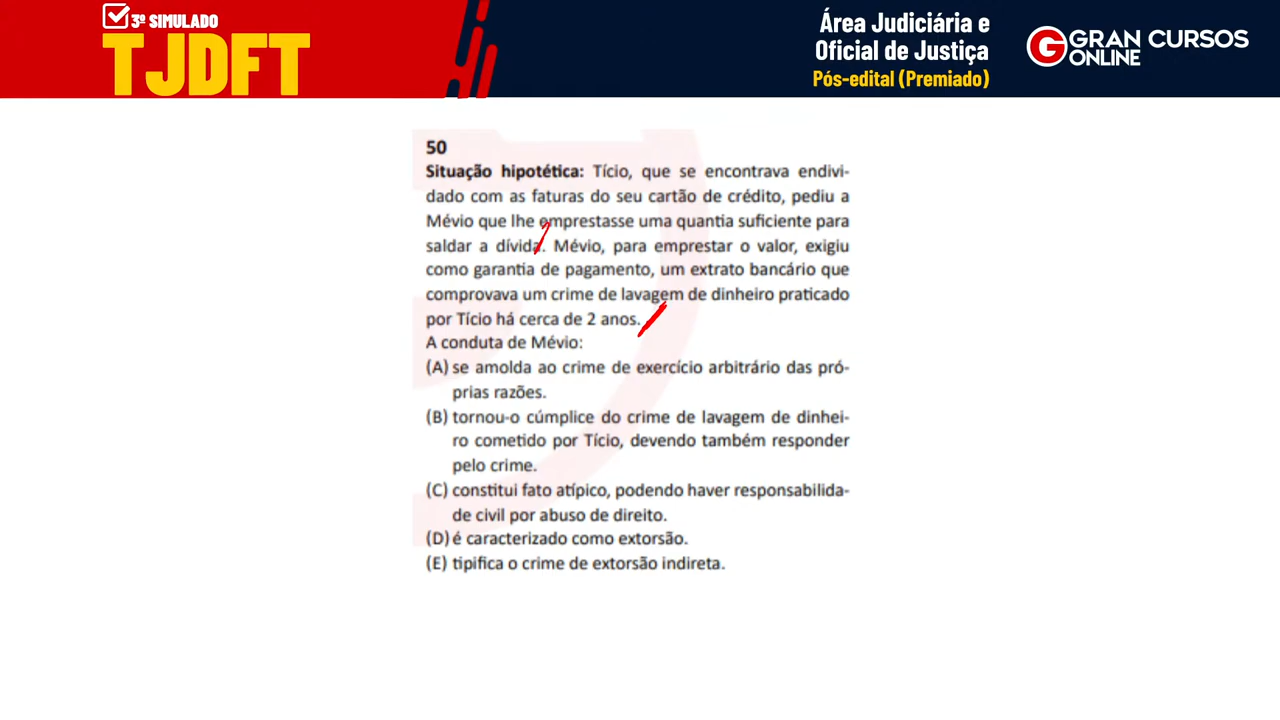 3º SIMULADO
TJDFT
Área Judiciária e
Oficial de Justiça
Pós-edital (Premiado)
G GRAN CURSOS
ONLINE
50
Situação hipotética: Tício, que se encontrava endivi-
dado com as faturas do seu cartão de crédito, pediu a
Mévio que lhe emprestasse uma quantia suficiente para
saldar a dívida. Mévio, para emprestar o valor, exigiu
como garantia de pagamento, um extrato bancário que
comprovava um crime de lavagem de dinheiro praticado
por Tício há cerca de 2 anos.
A conduta de Mévio:
(A) se amolda ao crime de exercício arbitrário das pró-
prias razões.
(B) tornou-o cúmplice do crime de lavagem de dinhei-
ro cometido por Tício, devendo também responder
pelo crime.
(C) constitui fato atípico, podendo haver responsabilida-
de civil por abuso de direito.
(D) é caracterizado como extorsão.
(E) tipifica o crime de extorsão indireta.